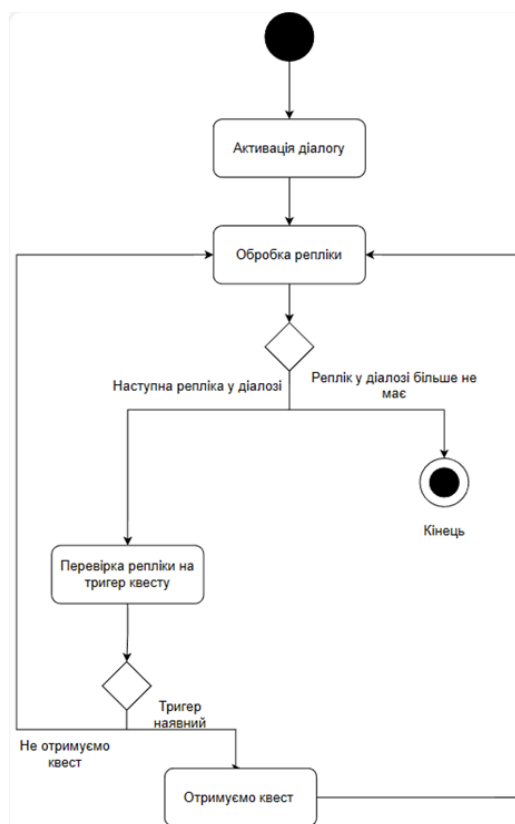 Активація діалогу
Обробка репліки
Наступна репліка у діалозі
Реплік у діалозі більше не
має
Кінець
Перевірка репліки на
тригер квесту
Тригер
наявний
Не отримуємо
квест
Отримуємо квест